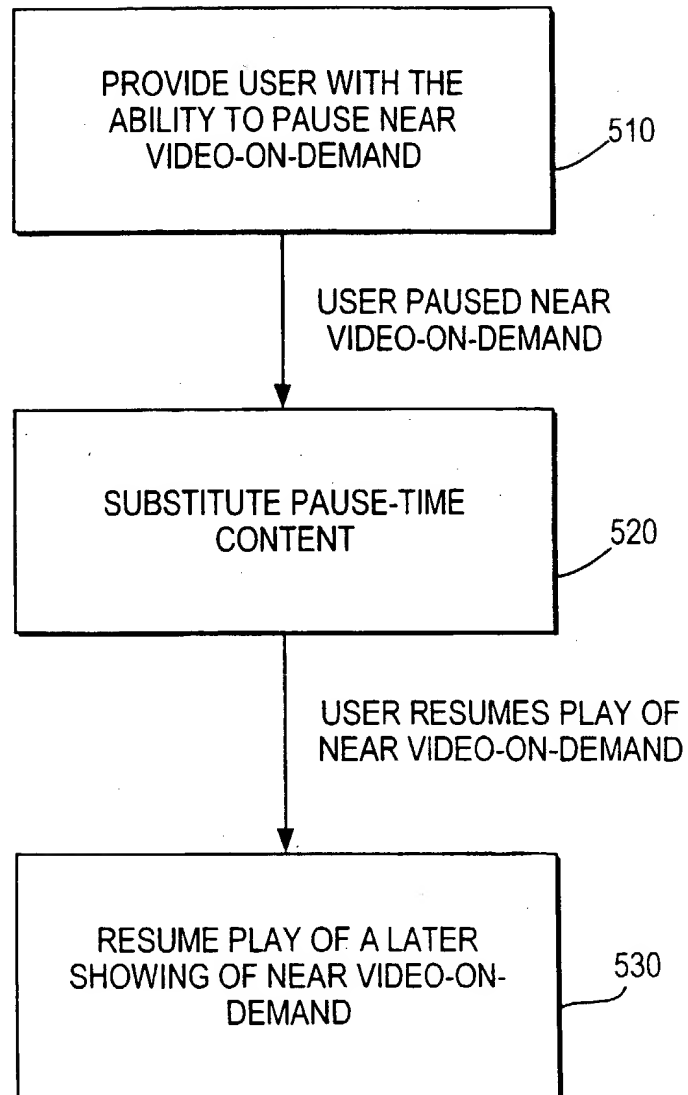 PROVIDE USER WITH THE
ABILITY TO PAUSE NEAR
VIDEO-ON-DEMAND
510
USER PAUSED NEAR
VIDEO-ON-DEMAND
SUBSTITUTE PAUSE-TIME
CONTENT
520
USER RESUMES PLAY OF
NEAR VIDEO-ON-DEMAND
RESUME PLAY OF A LATER
SHOWING OF NEAR VIDEO-ON-
DEMAND
530